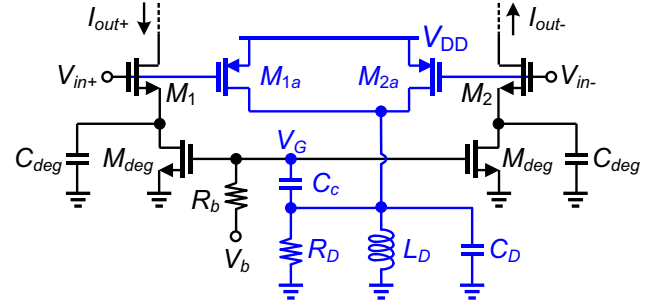 I_out+
I_out-
V_DD
V_in+
M_1
M_1a
M_2a
M_2
V_in-
C_deg
M_deg
V_G
M_deg
C_deg
R_b
C_c
V_b
R_D
L_D
C_D